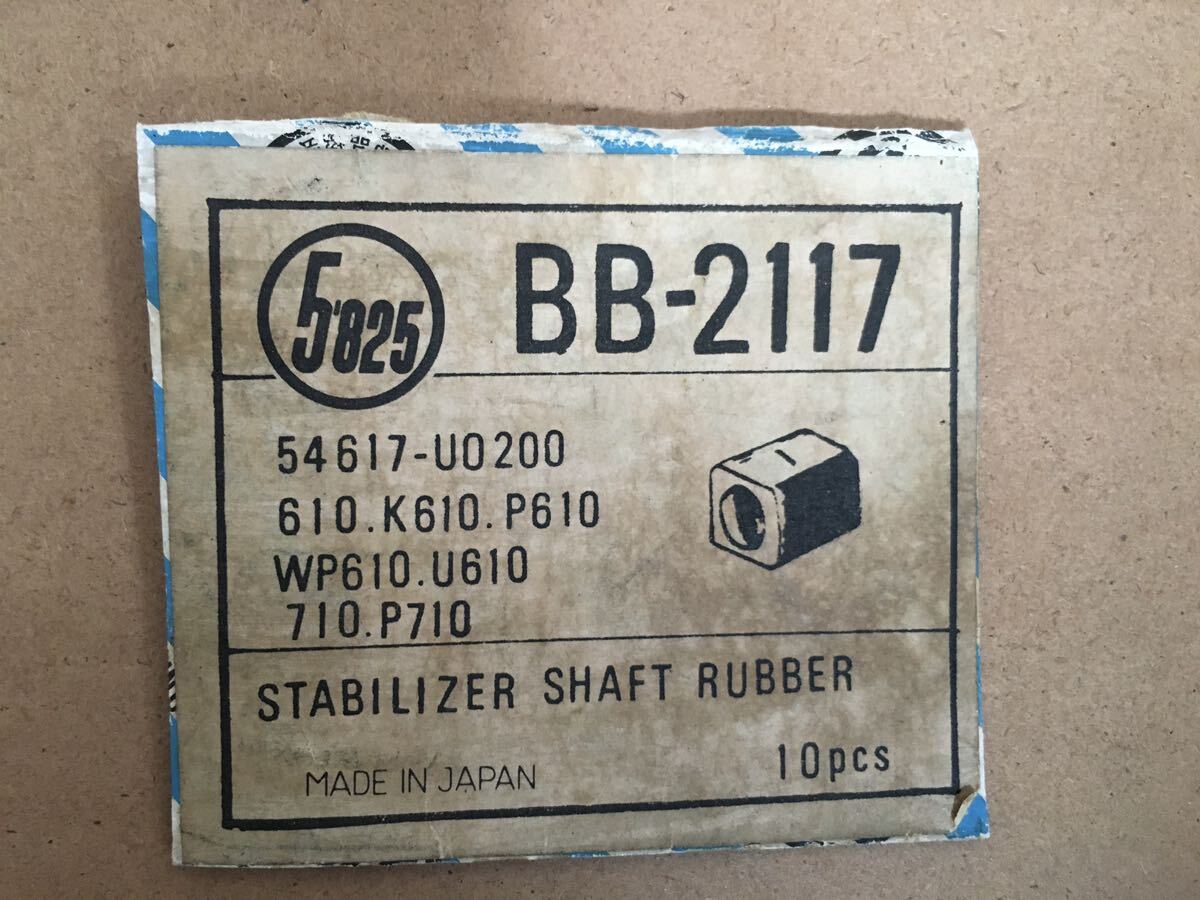 5'825
BB-2117
54617-U0200
610.K610.P610
WP610.U610
710.P710
STABILIZER SHAFT RUBBER
10pcs
MADE IN JAPAN